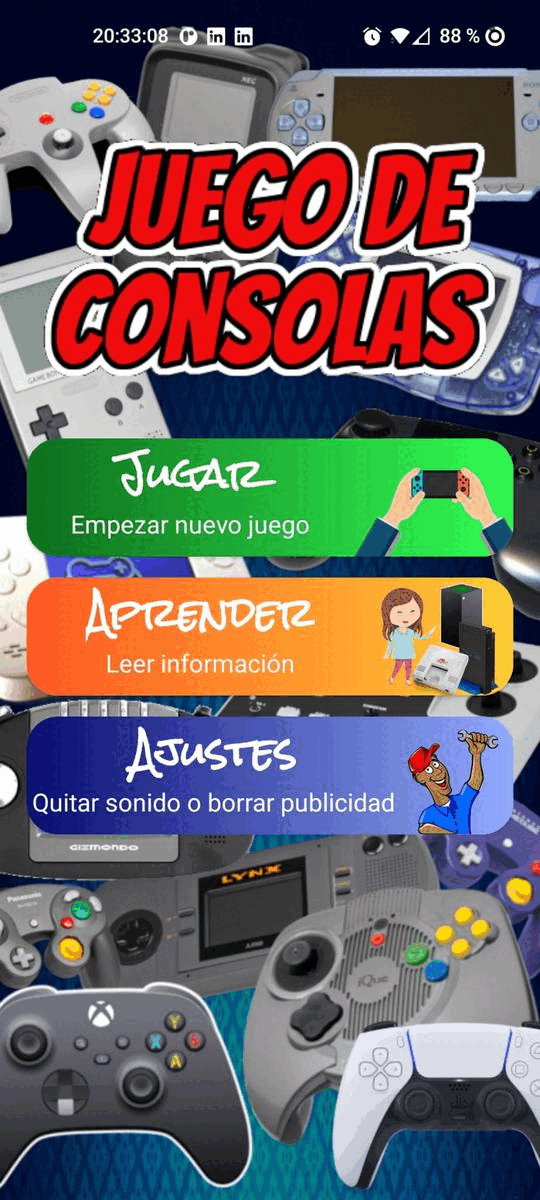 20:33:08
88 %
NEC
JUEGO DE
CONSOLAS
GAME BO
B
A
JUGAR
Empezar nuevo juego
APRENDER
Leer información
AJUSTES
Quitar sonido o borrar publicidad
GIZMONDO
LYNX
Panasonic
iQue
Y
X
B
A